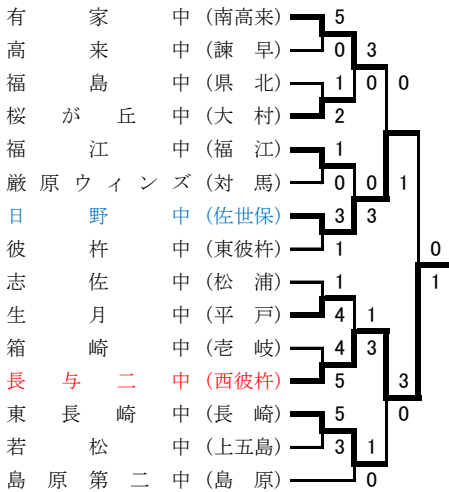 有家中(南高来) 5
高来中(諫早) 0 3
福島中(県北) 1 0 0
桜が丘中(大村) 2
福江中(福江) 1
厳原ウィンズ(対馬) 0 0 1
日野中(佐世保) 3 3
彼杵中(東彼杵) 1 0
志佐中(松浦) 1 1
生月中(平戸) 4 1
箱崎中(壱岐) 4 3
長与二中(西彼杵) 5 3
東長崎中(長崎) 5 0
若松中(上五島) 3 1
島原第二中(島原) 0